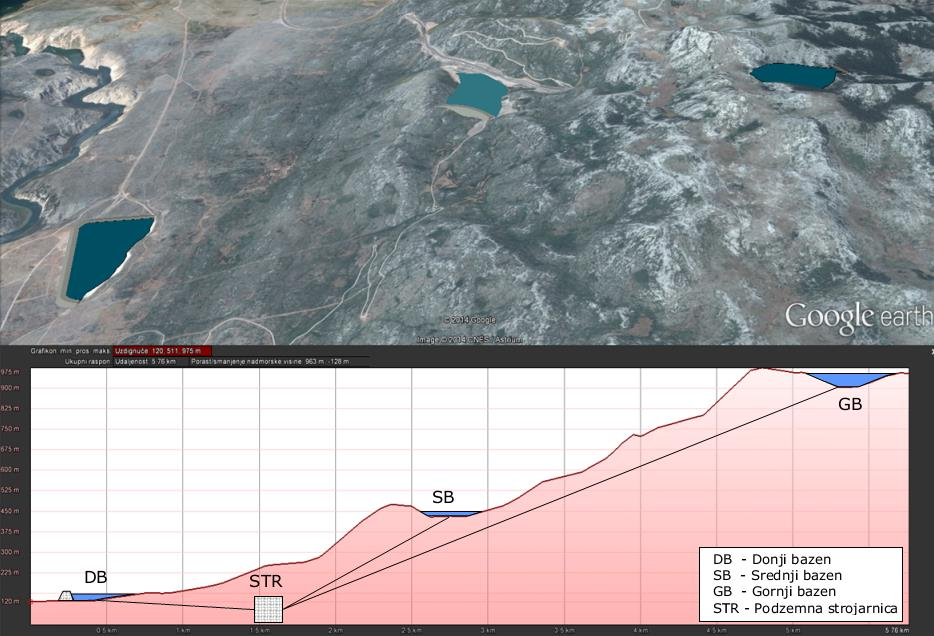 © 2014 Google
Image © 2014 CNES / Astrium
Google earth
Grafikon min pros maks. Uzdignuće 120, 511, 975 m
Ukupni raspon: Udaljenost 5.76 km Porast/smanjenje nadmorske visine 963 m -128 m
975 m
900 m
825 m
750 m
675 m
600 m
525 m
450 m
375 m
300 m
225 m
120 m
GB
SB
DB
STR
DB - Donji bazen
SB - Srednji bazen
GB - Gornji bazen
STR - Podzemna strojarnica
0.5 km 1 km 1.5 km 2 km 2.5 km 3 km 3.5 km 4 km 4.5 km 5 km 5.76 km